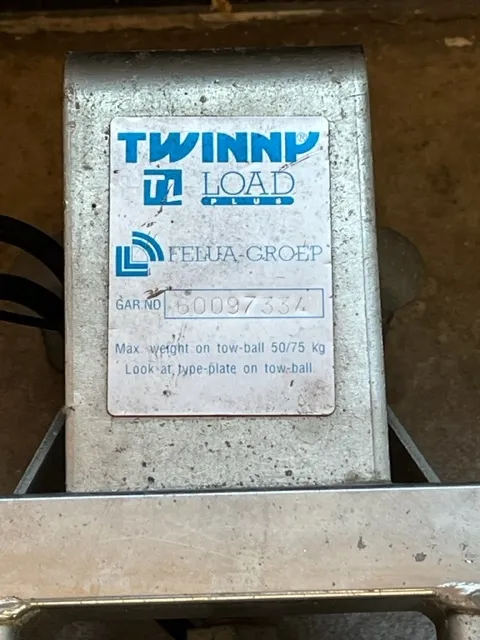 TWINNY®
TL LOAD
PLUS
FELUA-GROEP
GAR.NO 60097334
Max. weight on tow-ball 50/75 kg
Look at type-plate on tow-ball